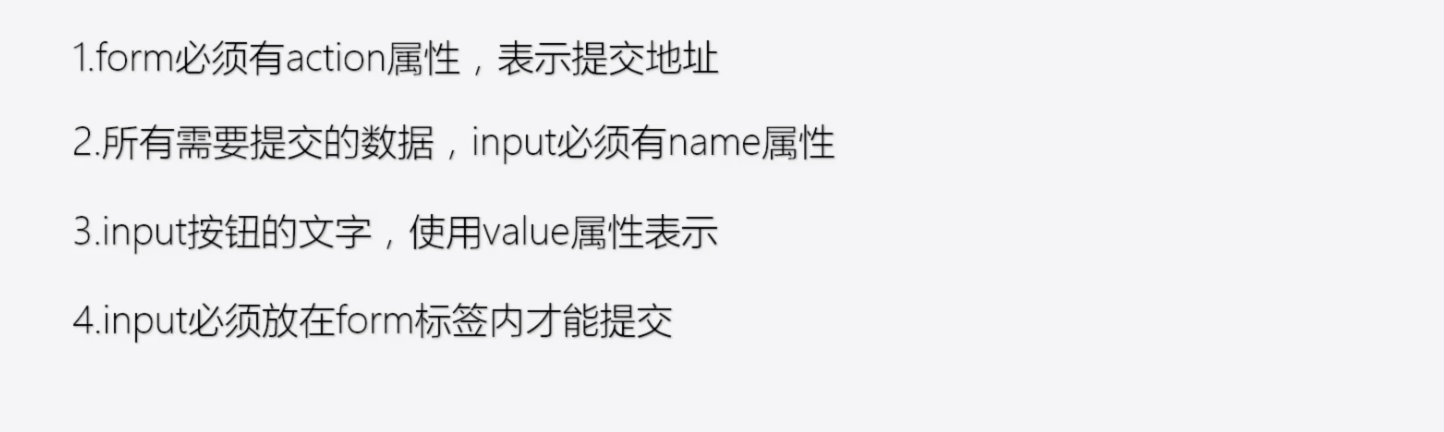 1.form必须有action属性，表示提交地址
2.所有需要提交的数据，input必须有name属性
3.input按钮的文字，使用value属性表示
4.input必须放在form标签内才能提交